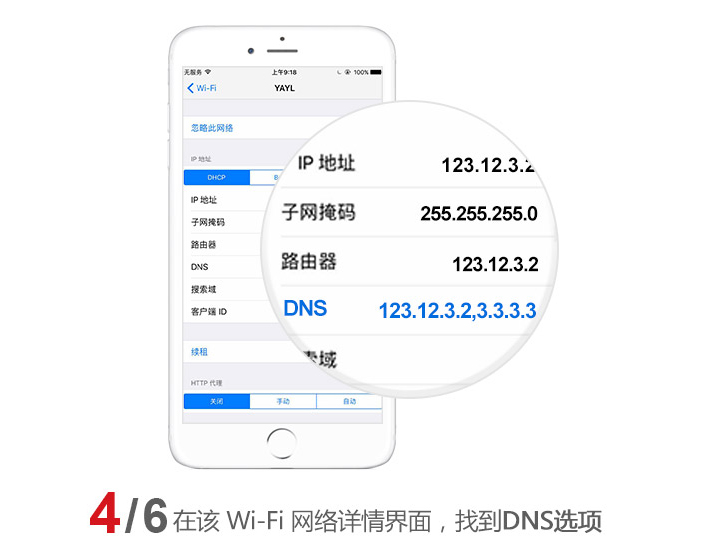 无服务 上午9:18 100%
Wi-Fi YAYL
忽略此网络
IP 地址
DHCP
IP 地址
子网掩码
路由器
DNS
搜索域
客户端 ID
续租
HTTP 代理
关闭 手动 自动
IP 地址 123.12.3.2
子网掩码 255.255.255.0
路由器 123.12.3.2
DNS 123.12.3.2,3.3.3.3
索域
4/6 在该 Wi-Fi 网络详情界面，找到DNS选项